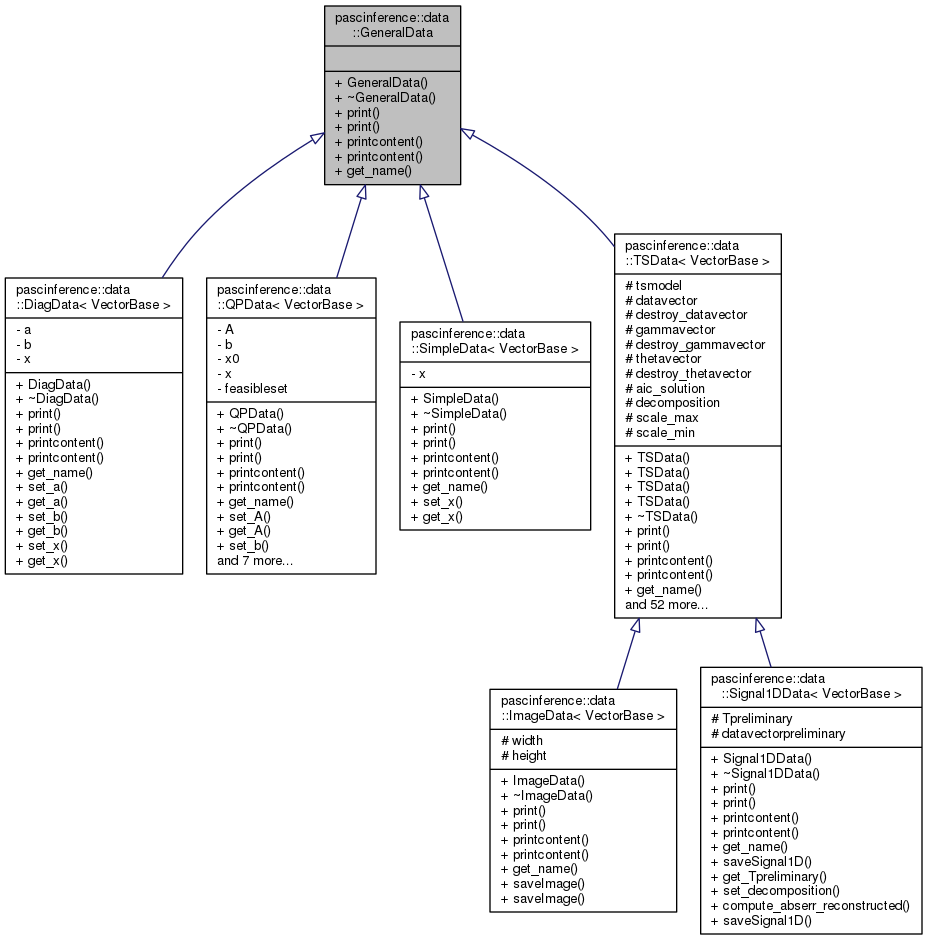 pascinference::data
::GeneralData
+ GeneralData()
+ ~GeneralData()
+ print()
+ print()
+ printcontent()
+ printcontent()
+ get_name()
pascinference::data
::DiagData< VectorBase >
- a
- b
- x
+ DiagData()
+ ~DiagData()
+ print()
+ print()
+ printcontent()
+ printcontent()
+ get_name()
+ set_a()
+ get_a()
+ set_b()
+ get_b()
+ set_x()
+ get_x()
pascinference::data
::QPData< VectorBase >
- A
- b
- x0
- x
- feasibleset
+ QPData()
+ ~QPData()
+ print()
+ print()
+ printcontent()
+ printcontent()
+ get_name()
+ set_A()
+ get_A()
+ set_b()
and 7 more...
pascinference::data
::SimpleData< VectorBase >
- x
+ SimpleData()
+ ~SimpleData()
+ print()
+ print()
+ printcontent()
+ printcontent()
+ get_name()
+ set_x()
+ get_x()
pascinference::data
::TSData< VectorBase >
# tsmodel
# datavector
# destroy_datavector
# gammavector
# destroy_gammavector
# thetavector
# destroy_thetavector
# aic_solution
# decomposition
# scale_max
# scale_min
+ TSData()
+ TSData()
+ TSData()
+ TSData()
+ ~TSData()
+ print()
+ print()
+ printcontent()
+ printcontent()
+ get_name()
and 52 more...
pascinference::data
::ImageData< VectorBase >
# width
# height
+ ImageData()
+ ~ImageData()
+ print()
+ print()
+ printcontent()
+ printcontent()
+ get_name()
+ saveImage()
+ saveImage()
pascinference::data
::Signal1DData< VectorBase >
# Tpreliminary
# datavectorpreliminary
+ Signal1DData()
+ ~Signal1DData()
+ print()
+ print()
+ printcontent()
+ printcontent()
+ get_name()
+ saveSignal1D()
+ get_Tpreliminary()
+ set_decomposition()
+ compute_abserr_reconstructed()
+ saveSignal1D()